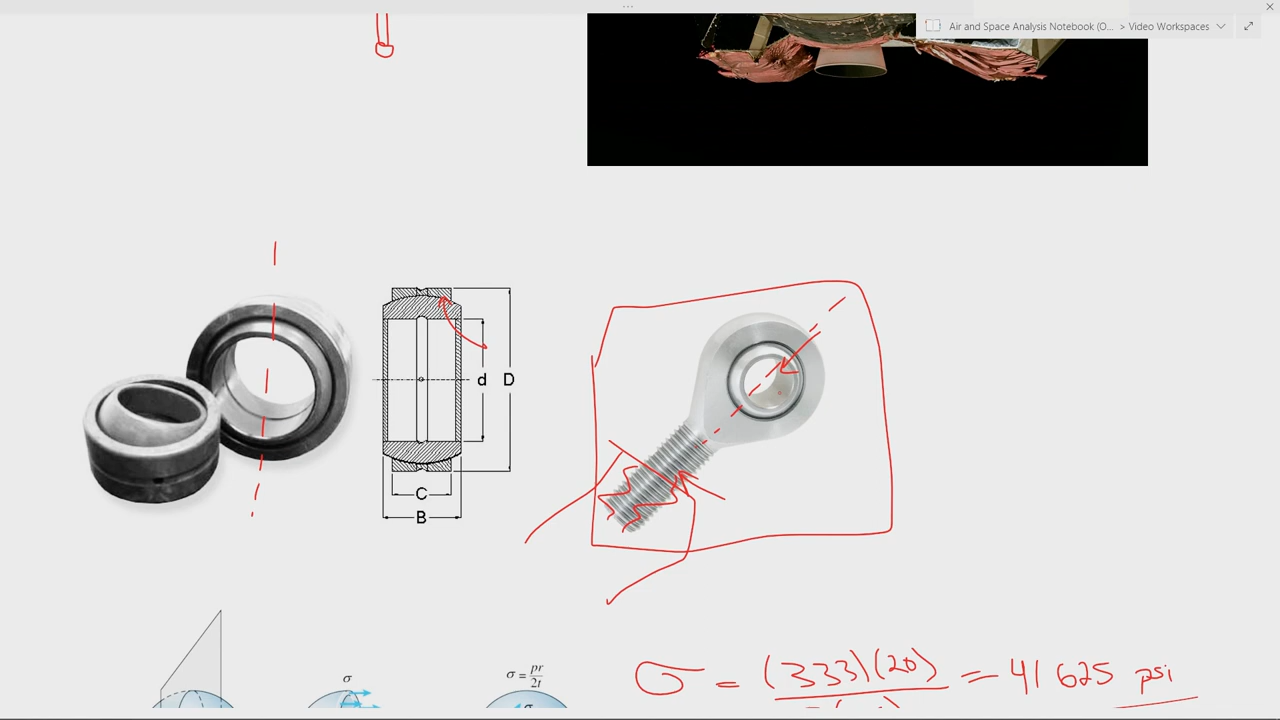 Air and Space Analysis Notebook (O... > Video Workspaces
d
D
C
B
σ
σ = pr/2t
σ
σ = (333)(20) = 41 625 psi